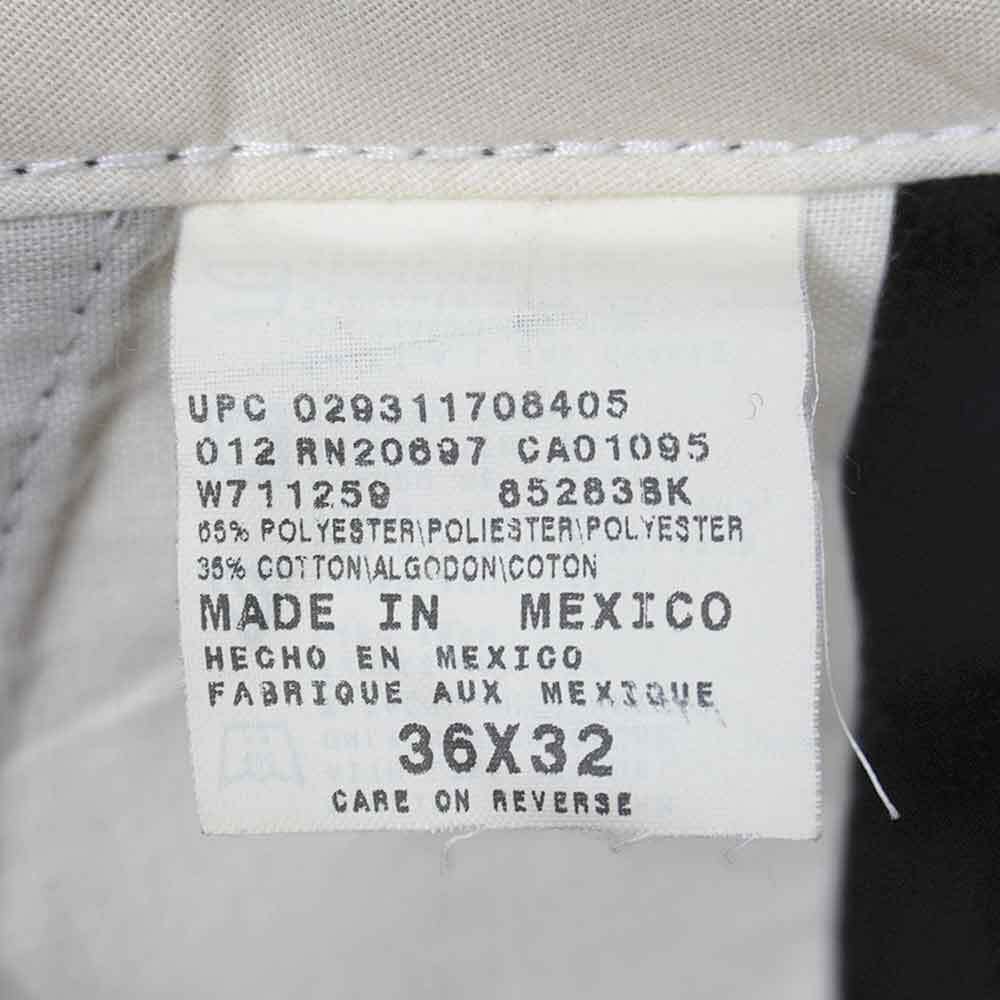 UPC 029311708405
012 RN20697 CA01095
W711259 85283BK
65% POLYESTER\POLIESTER\POLYESTER
35% COTTON\ALGODON\COTON
MADE IN MEXICO
HECHO EN MEXICO
FABRIQUE AUX MEXIQUE
36X32
CARE ON REVERSE